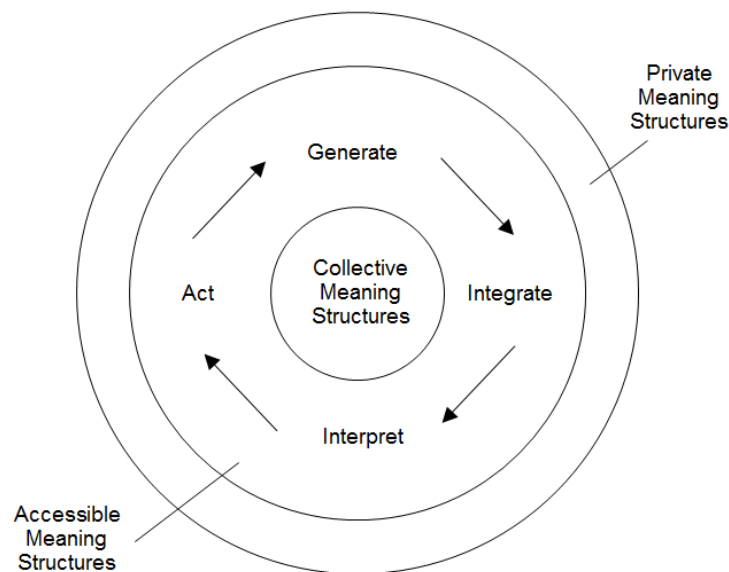 Private
Meaning
Structures
Generate
Collective
Meaning
Structures
Act
Integrate
Interpret
Accessible
Meaning
Structures